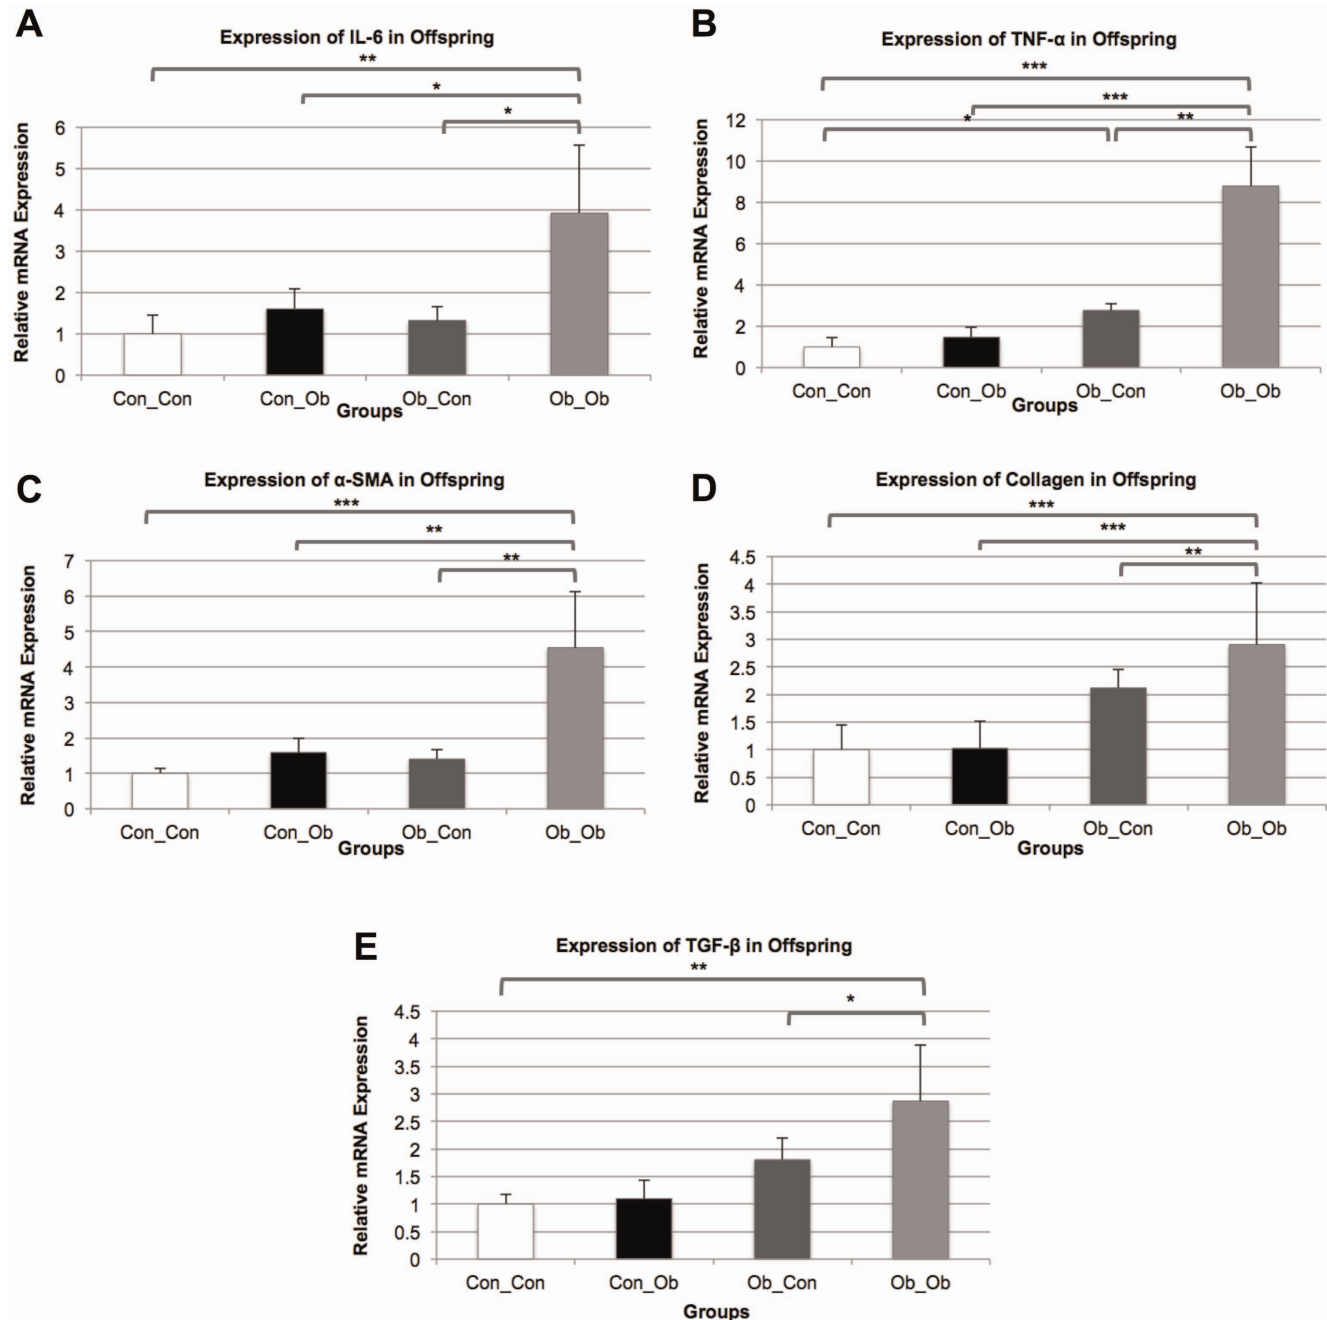 A
Expression of IL-6 in Offspring
**
*
*
Relative mRNA Expression
6
5
4
3
2
1
0
Con_Con Con_Ob Ob_Con Ob_Ob
Groups
B
Expression of TNF-α in Offspring
***
***
* **
Relative mRNA Expression
12
10
8
6
4
2
0
Con_Con Con_Ob Ob_Con Ob_Ob
Groups
C
Expression of α-SMA in Offspring
***
**
**
Relative mRNA Expression
7
6
5
4
3
2
1
0
Con_Con Con_Ob Ob_Con Ob_Ob
Groups
D
Expression of Collagen in Offspring
***
***
**
Relative mRNA Expression
4.5
4
3.5
3
2.5
2
1.5
1
0.5
0
Con_Con Con_Ob Ob_Con Ob_Ob
Groups
E
Expression of TGF-β in Offspring
**
*
Relative mRNA Expression
4.5
4
3.5
3
2.5
2
1.5
1
0.5
0
Con_Con Con_Ob Ob_Con Ob_Ob
Groups